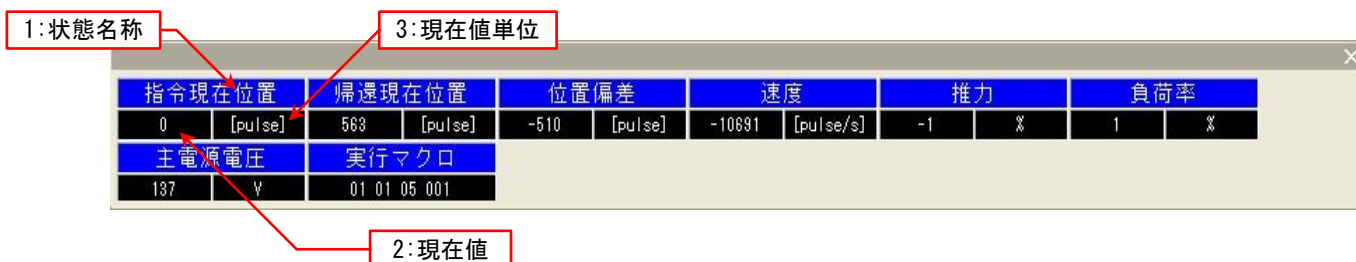 1:状態名称 3:現在値単位
×
指令現在位置 帰還現在位置 位置偏差 速度 推力 負荷率
0 [pulse] 563 [pulse] -510 [pulse] -10691 [pulse/s] -1 % 1 %
主電源電圧 実行マクロ
137 V 01 01 05 001
2:現在値